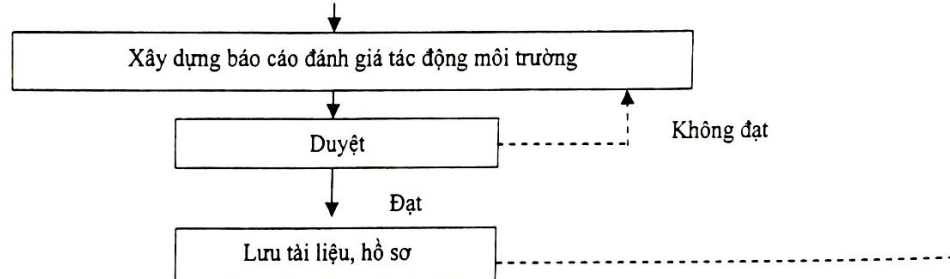 Xây dựng báo cáo đánh giá tác động môi trường
Duyệt
Không đạt
Đạt
Lưu tài liệu, hồ sơ